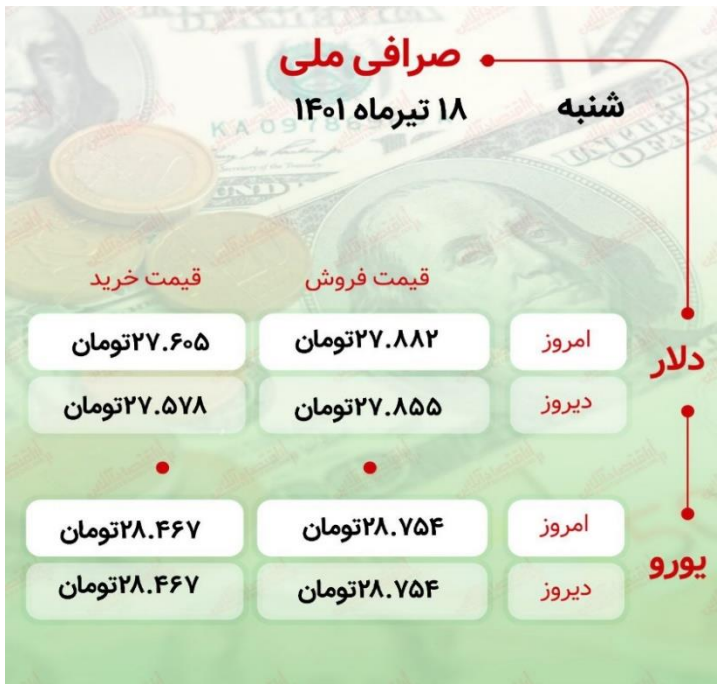 صرافی ملی
شنبه ۱۸ تیرماه ۱۴۰۱
قیمت فروش قیمت خرید
دلار
امروز ۲۷.۸۸۲تومان ۲۷.۶۰۵تومان
دیروز ۲۷.۸۵۵تومان ۲۷.۵۷۸تومان
یورو
امروز ۲۸.۷۵۴تومان ۲۸.۴۶۷تومان
دیروز ۲۸.۷۵۴تومان ۲۸.۴۶۷تومان